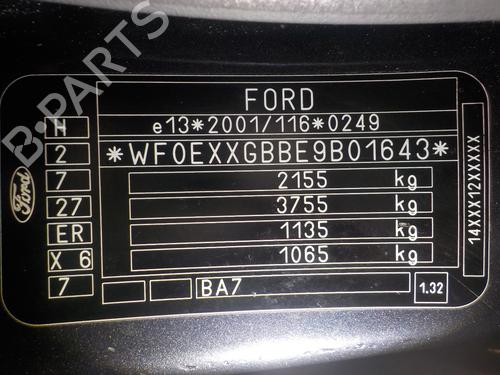 B-PARTS
FORD
H
e13*2001/116*0249
2
*WF0EXXGBBE9B01643*
7
2155 kg
27
3755 kg
ER
1135 kg
X 6
1065 kg
7
BA7
1.32
Ford
14XXX12XXXXXX